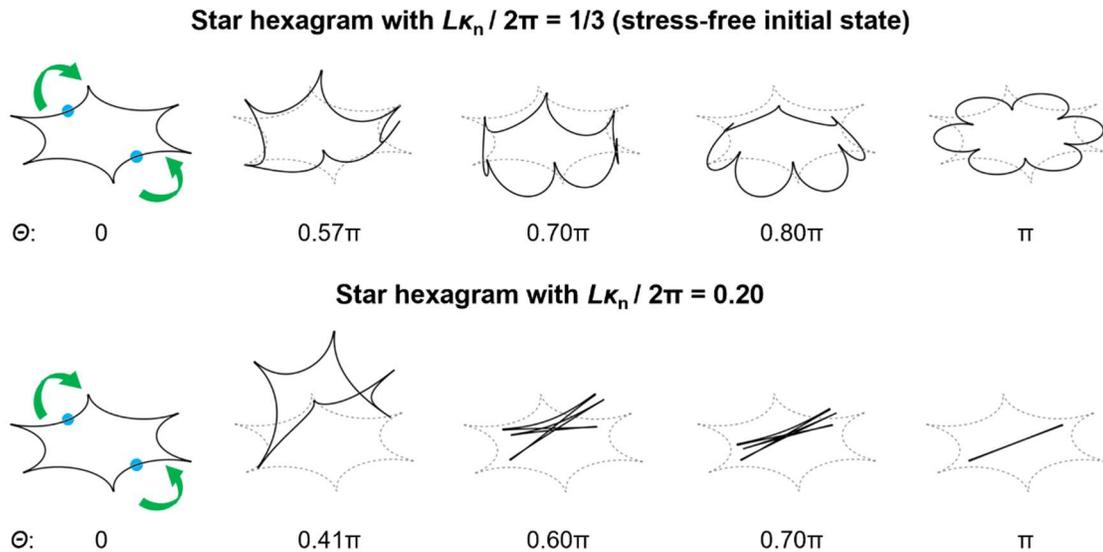 Star hexagram with Lκn / 2π = 1/3 (stress-free initial state)
Θ: 0 0.57π 0.70π 0.80π π
Star hexagram with Lκn / 2π = 0.20
Θ: 0 0.41π 0.60π 0.70π π